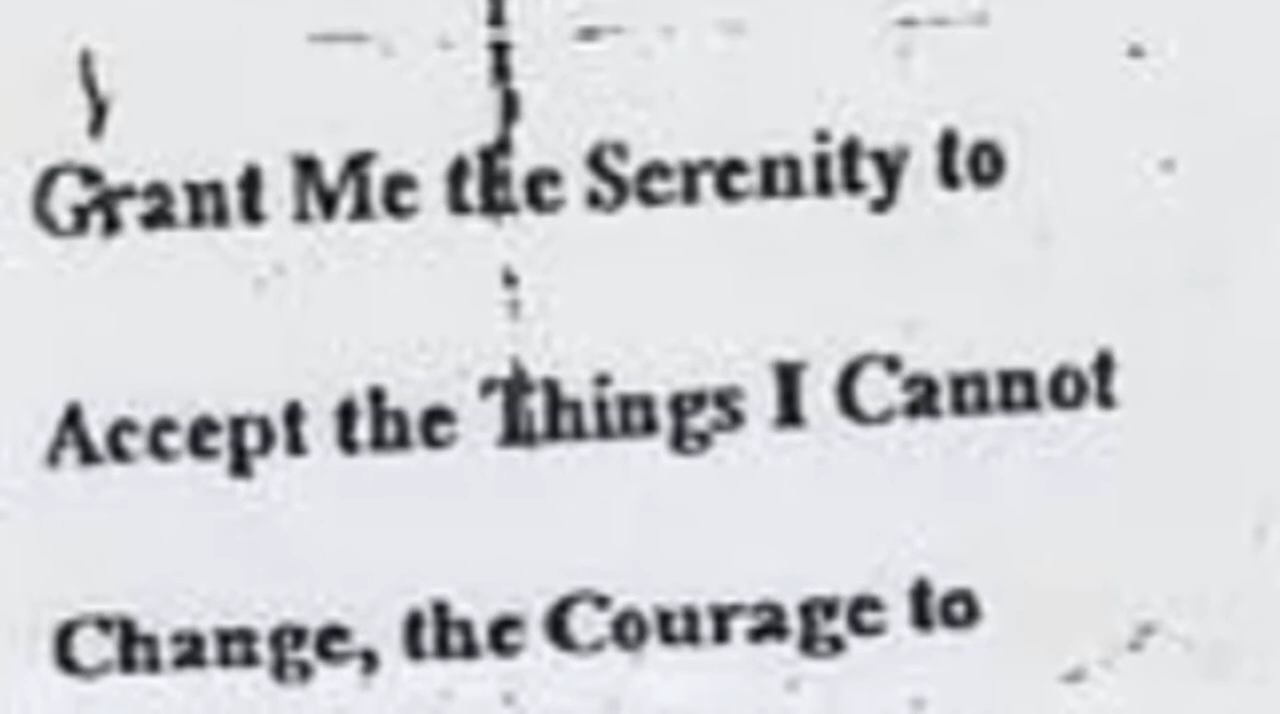 Grant Me the Serenity to
Accept the Things I Cannot
Change, the Courage to